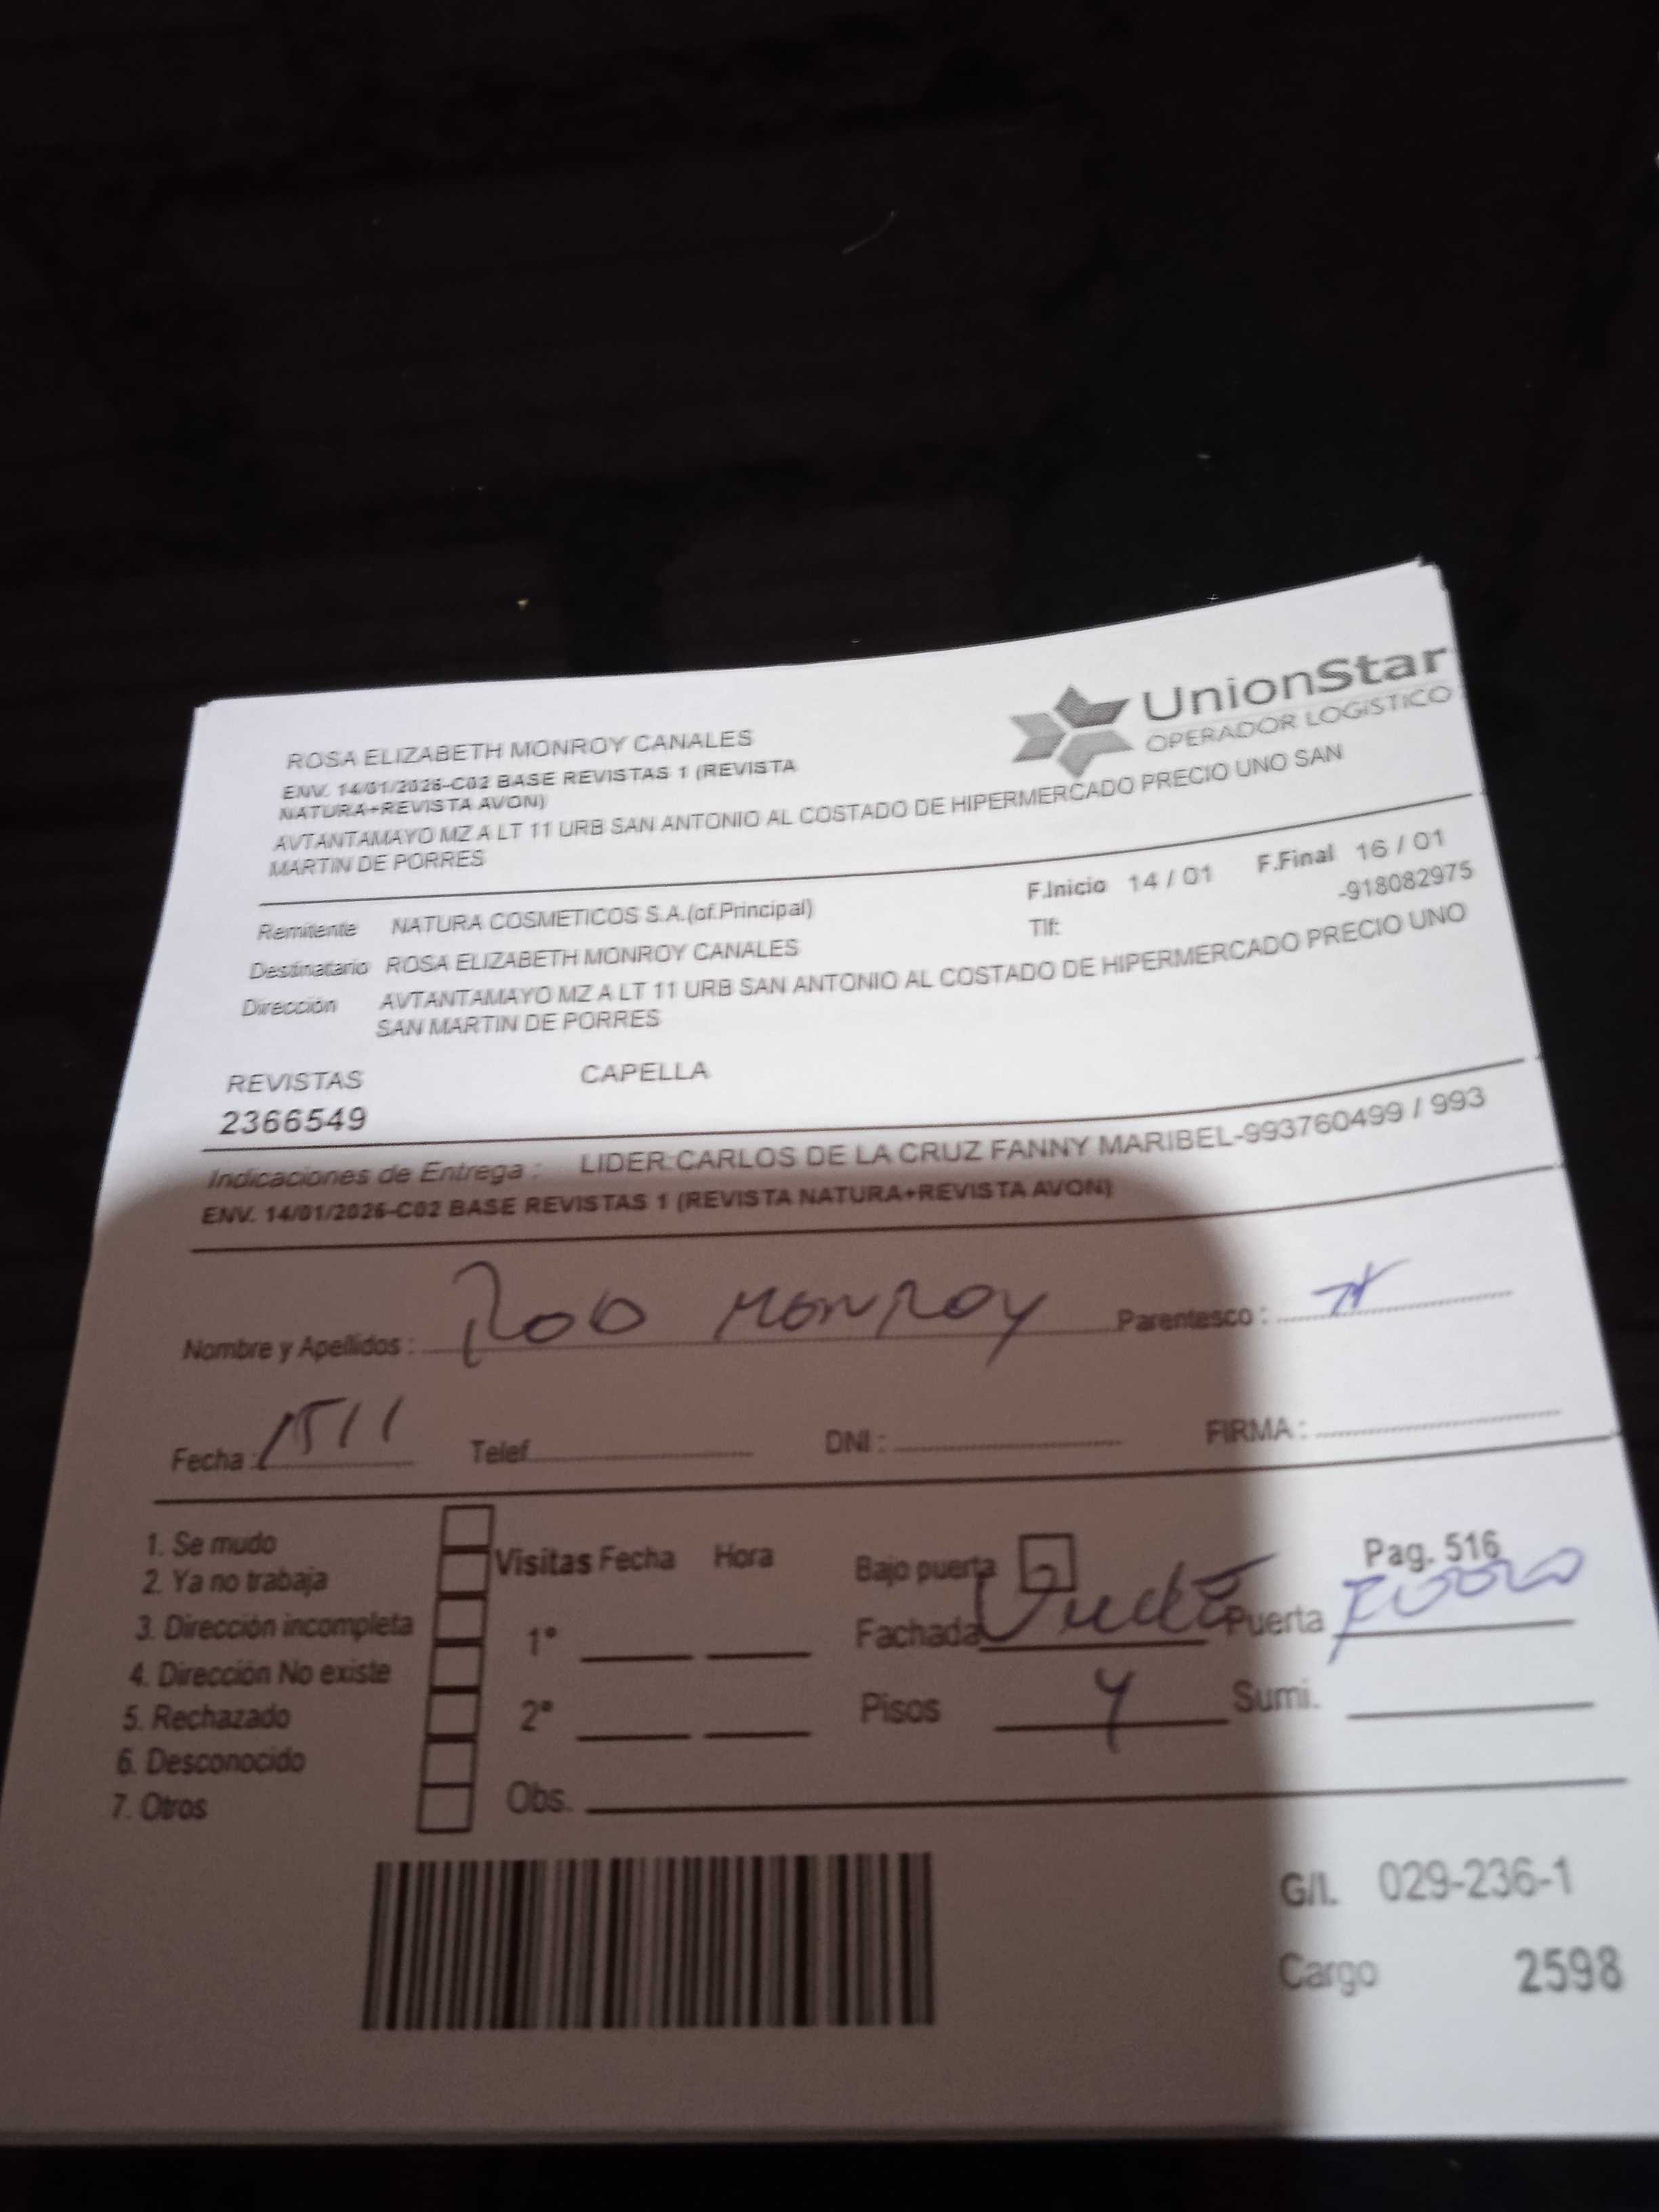 UnionStar
OPERADOR LOGÍSTICO
ROSA ELIZABETH MONROY CANALES
ENV. 14/01/2026-C02 BASE REVISTAS 1 (REVISTA
NATURA+REVISTA AVON)
AVTANTAMAYO MZ A LT 11 URB SAN ANTONIO AL COSTADO DE HIPERMERCADO PRECIO UNO SAN
MARTIN DE PORRES
F.Inicio 14 / 01 F.Final 16 / 01
Remitente NATURA COSMETICOS S.A.(of.Principal) Tlf: -918082975
Destinatario ROSA ELIZABETH MONROY CANALES
Dirección AVTANTAMAYO MZ A LT 11 URB SAN ANTONIO AL COSTADO DE HIPERMERCADO PRECIO UNO
SAN MARTIN DE PORRES
REVISTAS CAPELLA
2366549
Indicaciones de Entrega : LIDER:CARLOS DE LA CRUZ FANNY MARIBEL-993760499 / 993
ENV. 14/01/2026-C02 BASE REVISTAS 1 (REVISTA NATURA+REVISTA AVON)
Nombre y Apellidos : Monroy Parentesco :
Fecha : 15/1 Telef. DNI : FIRMA :
1. Se mudo
2. Ya no trabaja
3. Dirección incompleta
4. Dirección No existe
5. Rechazado
6. Desconocido
7. Otros
Visitas Fecha Hora
1°
2°
Obs.
Bajo puerta Pag. 516
Fachada Puerta
Pisos 4 Sumi.
G/I. 029-236-1
Cargo 2598